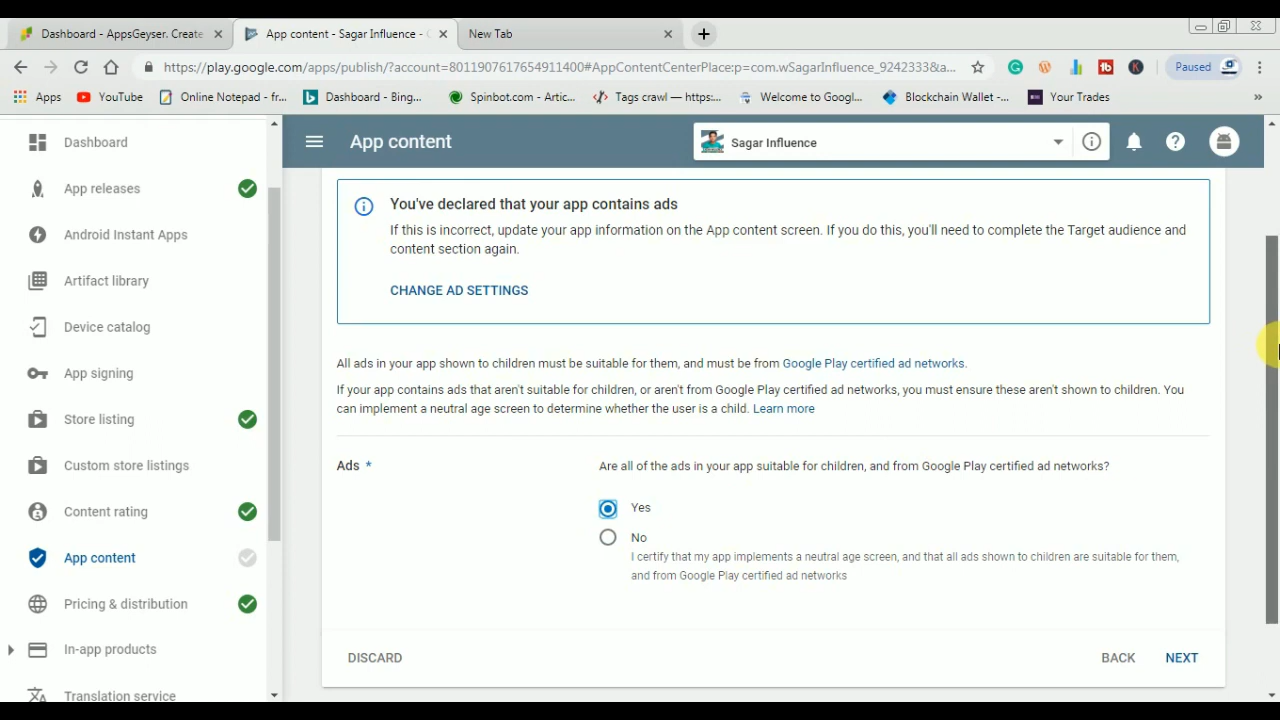 Dashboard - AppsGeyser. Create
App content - Sagar Influence -
New Tab
https://play.google.com/apps/publish/?account=8011907617654911400#AppContentCenterPlace:p=com.wSagarInfluence_9242333&a...
Paused
Apps
YouTube
Online Notepad - fr...
Dashboard - Bing...
Spinbot.com - Artic...
Tags crawl — https:...
Welcome to Googl...
Blockchain Wallet -...
Your Trades
»
App content
Sagar Influence
Dashboard
App releases
Android Instant Apps
Artifact library
Device catalog
App signing
Store listing
Custom store listings
Content rating
App content
Pricing & distribution
In-app products
Translation service
You've declared that your app contains ads
If this is incorrect, update your app information on the App content screen. If you do this, you'll need to complete the Target audience and
content section again.
CHANGE AD SETTINGS
All ads in your app shown to children must be suitable for them, and must be from Google Play certified ad networks.
If your app contains ads that aren't suitable for children, or aren't from Google Play certified ad networks, you must ensure these aren't shown to children. You
can implement a neutral age screen to determine whether the user is a child. Learn more
Ads *
Are all of the ads in your app suitable for children, and from Google Play certified ad networks?
Yes
No
I certify that my app implements a neutral age screen, and that all ads shown to children are suitable for them,
and from Google Play certified ad networks
DISCARD
BACK
NEXT